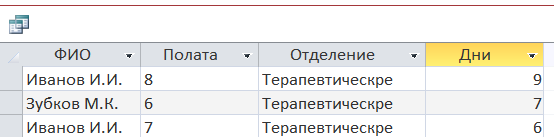 ФИО Полата Отделение Дни
Иванов И.И. 8 Терапевтическре 9
Зубков М.К. 6 Терапевтическре 7
Иванов И.И. 7 Терапевтическре 6